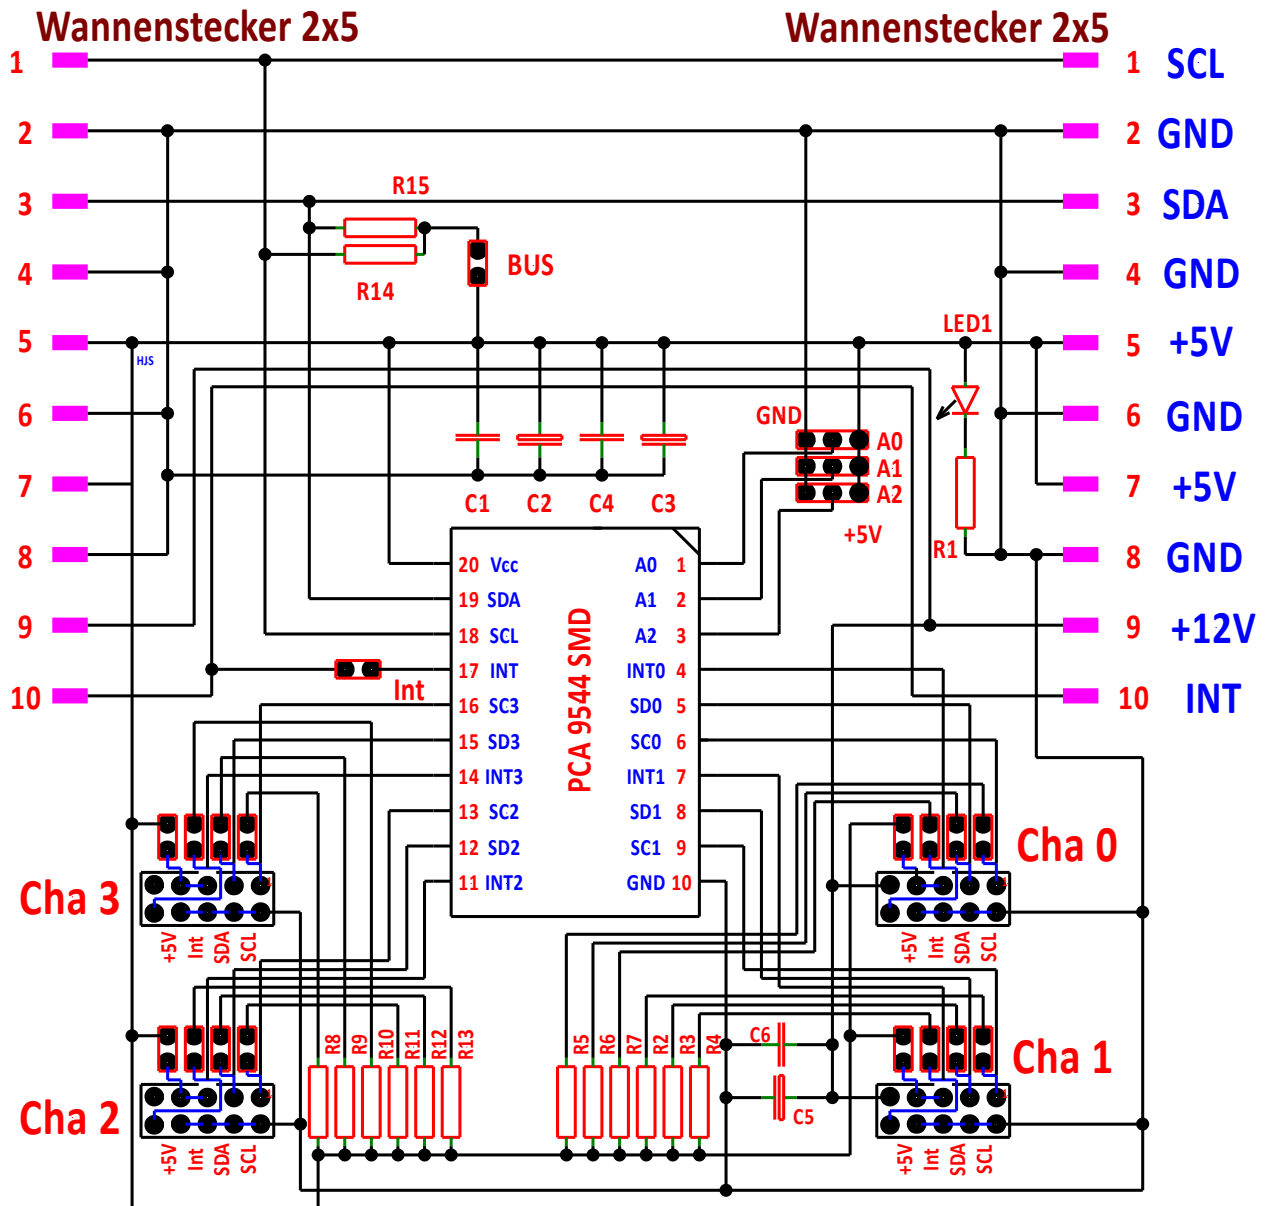 Wannenstecker 2x5 Wannenstecker 2x5
1 1 SCL
2 2 GND
3 3 SDA
R15
4 BUS 4 GND
R14
5 LED1 5 +5V
HJS
6 GND 6 GND
A0
A1
7 A2 7 +5V
C1 C2 C4 C3
+5V
8 R1 8 GND
20 Vcc A0 1
19 SDA A1 2
9 9 +12V
18 SCL A2 3
17 INT INT0 4
Int
10 10 INT
16 SC3 SD0 5
PCA 9544 SMD
15 SD3 SC0 6
14 INT3 INT1 7
13 SC2 SD1 8
12 SD2 SC1 9
11 INT2 GND 10
Cha 3 Cha 0
+5V Int SDA SCL +5V Int SDA SCL
R8 R9 R10 R11 R12 R13 R5 R6 R7 R2 R3 R4 C6
Cha 2 C5 Cha 1
+5V Int SDA SCL +5V Int SDA SCL